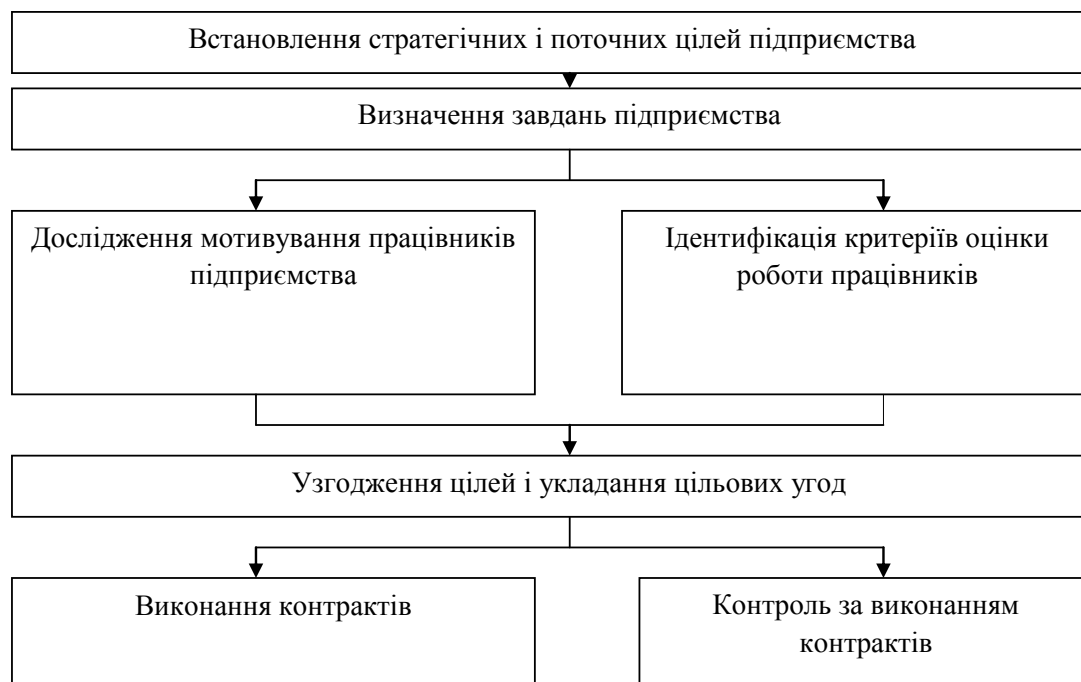 Встановлення стратегічних і поточних цілей підприємства
Визначення завдань підприємства
Дослідження мотивування працівників
підприємства
Ідентифікація критеріїв оцінки
роботи працівників
Узгодження цілей і укладання цільових угод
Виконання контрактів
Контроль за виконанням
контрактів